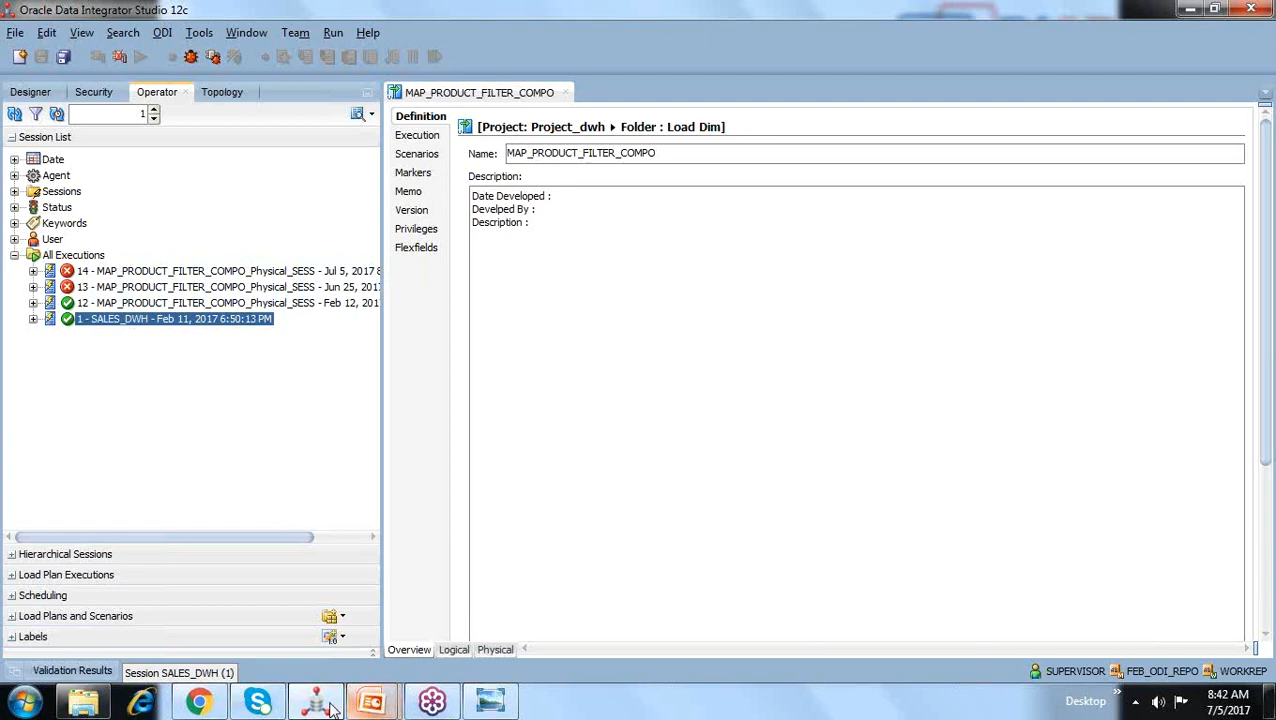 Oracle Data Integrator Studio 12c
File Edit View Search ODI Tools Window Team Run Help
Designer Security Operator Topology
1
Session List
Date
Agent
Sessions
Status
Keywords
User
All Executions
14 - MAP_PRODUCT_FILTER_COMPO_Physical_SESS - Jul 5, 2017 8
13 - MAP_PRODUCT_FILTER_COMPO_Physical_SESS - Jun 25, 2017
12 - MAP_PRODUCT_FILTER_COMPO_Physical_SESS - Feb 12, 201
1 - SALES_DWH - Feb 11, 2017 6:50:13 PM
Hierarchical Sessions
Load Plan Executions
Scheduling
Load Plans and Scenarios
Labels
MAP_PRODUCT_FILTER_COMPO
Definition
Execution
Scenarios
Markers
Memo
Version
Privileges
Flexfields
[Project: Project_dwh Folder : Load Dim]
Name: MAP_PRODUCT_FILTER_COMPO
Description:
Date Developed :
Develped By :
Description :
Overview Logical Physical
Validation Results Session SALES_DWH (1)
SUPERVISOR FEB_ODI_REPO WORKREP
Desktop
8:42 AM
7/5/2017